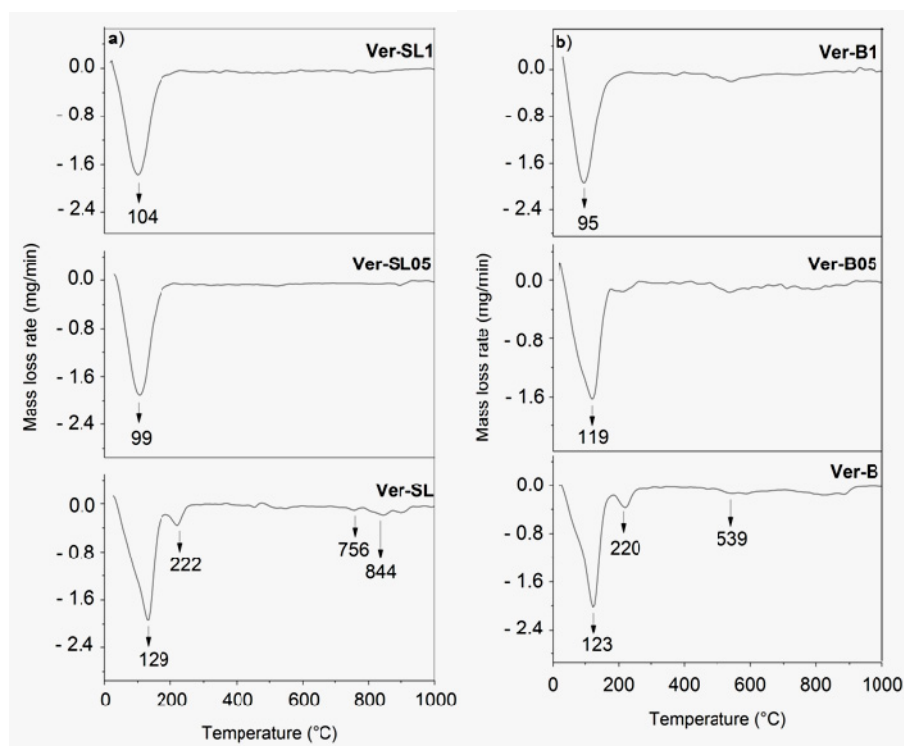 a)
Ver-SL1
0.0
- 0.8
- 1.6
- 2.4
104
Ver-SL05
0.0
- 0.8
- 1.6
- 2.4
99
Ver-SL
0.0
- 0.8
- 1.6
- 2.4
222
756
844
129
Mass loss rate (mg/min)
0 200 400 600 800 1000
Temperature (°C)
b)
Ver-B1
0.0
- 0.8
- 1.6
- 2.4
95
Ver-B05
0.0
- 0.8
- 1.6
119
Ver-B
0.0
- 0.8
- 1.6
- 2.4
220
539
123
Mass loss rate (mg/min)
0 200 400 600 800 1000
Temperature (°C)